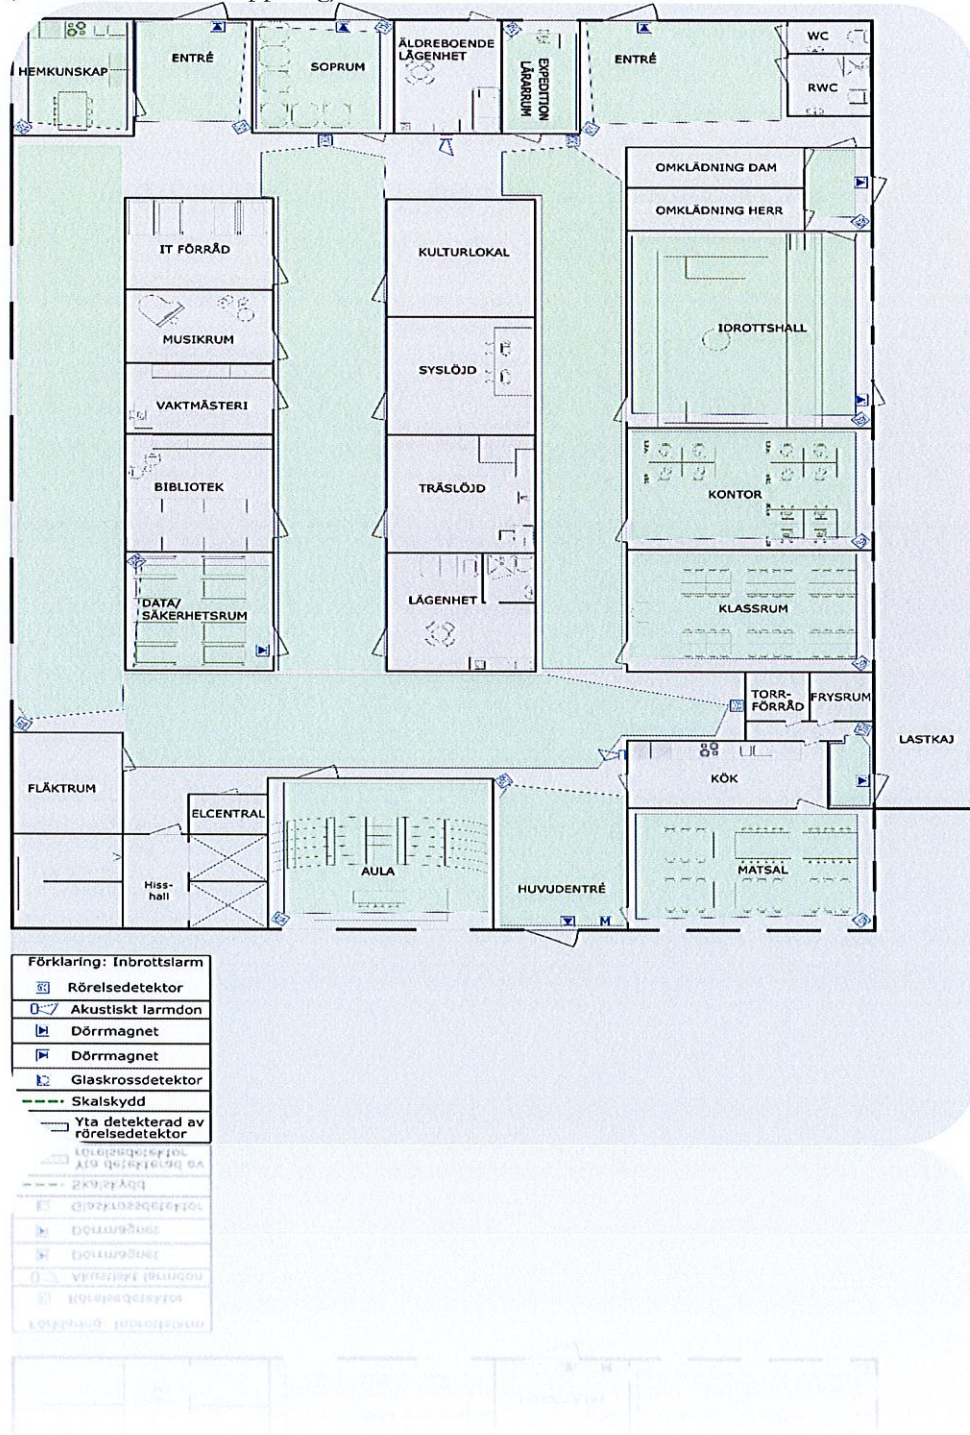 HEMKUNSKAP
ENTRÉ
SOPRUM
ÄLDREBOENDE
LÄGENHET
EXPEDITION
LÄRARRUM
ENTRÉ
WC
RWC
OMKLÄDNING DAM
OMKLÄDNING HERR
IT FÖRRÅD
KULTURLOKAL
MUSIKRUM
IDROTTSHALL
SYSLÖJD
VAKTMÄSTERI
BIBLIOTEK
TRÄSLÖJD
KONTOR
DATA/
SÄKERHETSRUM
LÄGENHET
KLASSRUM
TORR-
FÖRRÅD
FRYSRUM
LASTKAJ
FLÄKTRUM
KÖK
ELCENTRAL
AULA
MATSAL
Hiss-
hall
HUVUDENTRÉ
M
Förklaring: Inbrottslarm
Rörelsedetektor
Akustiskt larmdon
Dörrmagnet
Dörrmagnet
Glaskrossdetektor
Skalskydd
Yta detekterad av
rörelsedetektor